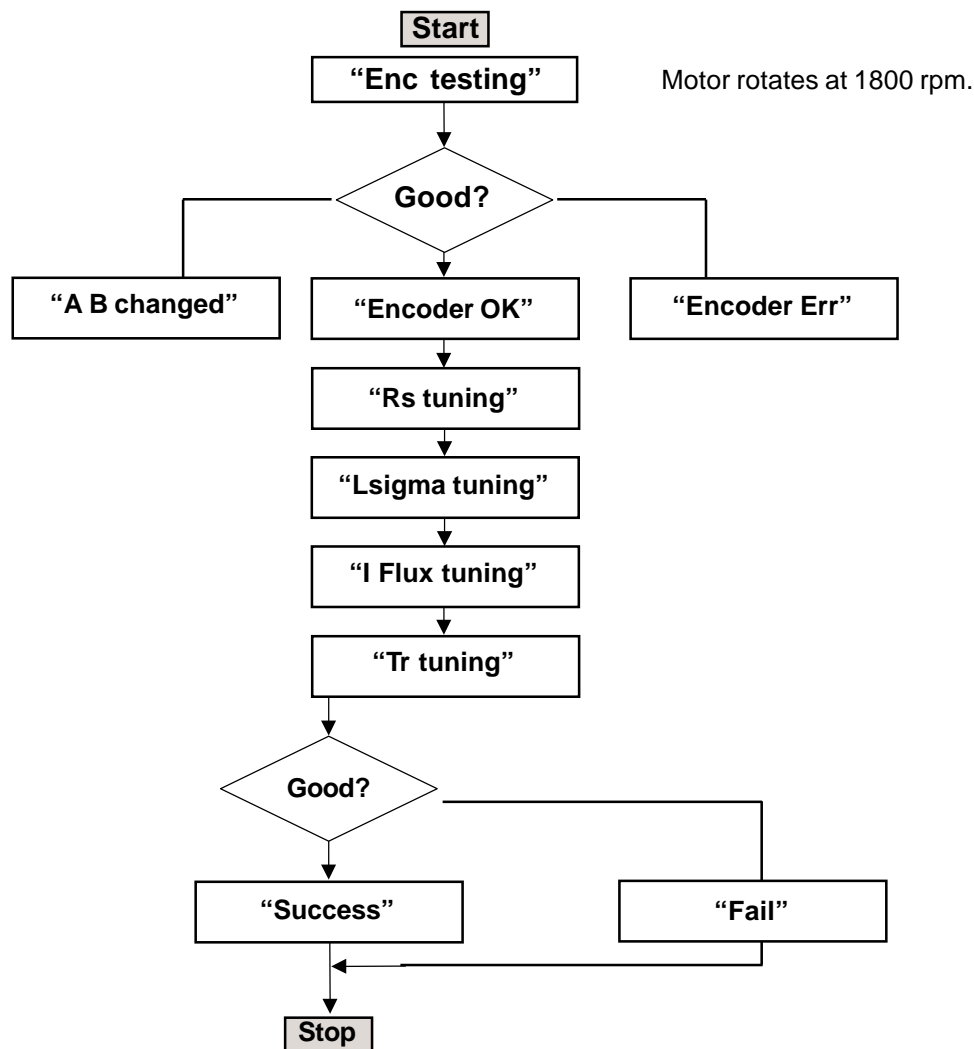 Start
“Enc testing”
Motor rotates at 1800 rpm.
Good?
“A B changed”
“Encoder OK”
“Encoder Err”
“Rs tuning”
“Lsigma tuning”
“I Flux tuning”
“Tr tuning”
Good?
“Success”
“Fail”
Stop